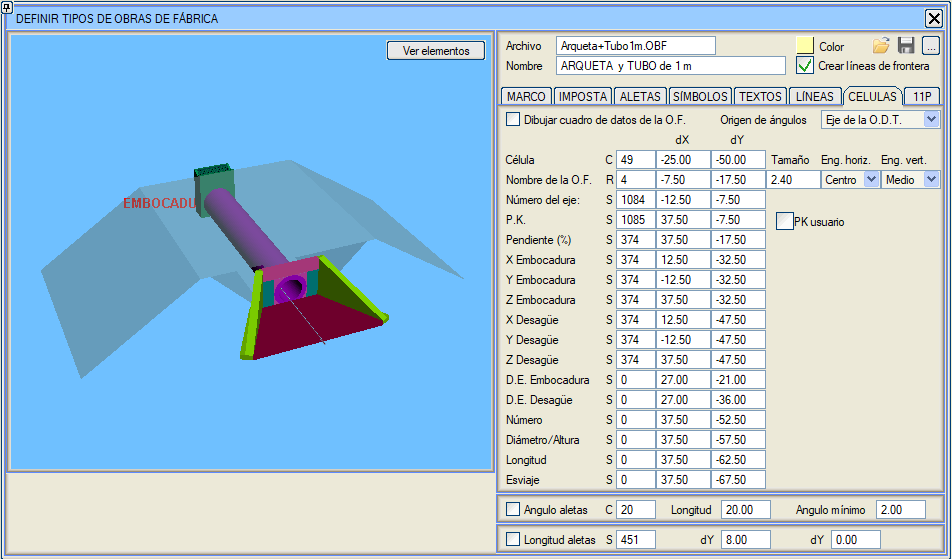 DEFINIR TIPOS DE OBRAS DE FÁBRICA
Ver elementos
EMBOCADU
Archivo Arqueta+Tubo1m.OBF Color ...
Nombre ARQUETA y TUBO de 1 m Crear líneas de frontera
MARCO IMPOSTA ALETAS SÍMBOLOS TEXTOS LÍNEAS CELULAS 11P
Dibujar cuadro de datos de la O.F. Origen de ángulos Eje de la O.D.T.
dX dY
Célula C 49 -25.00 -50.00 Tamaño Eng. horiz. Eng. vert.
Nombre de la O.F. R 4 -7.50 -17.50 2.40 Centro Medio
Número del eje: S 1084 -12.50 -7.50
P.K. S 1085 37.50 -7.50 PK usuario
Pendiente (%) S 374 37.50 -17.50
X Embocadura S 374 12.50 -32.50
Y Embocadura S 374 -12.50 -32.50
Z Embocadura S 374 37.50 -32.50
X Desagüe S 374 12.50 -47.50
Y Desagüe S 374 -12.50 -47.50
Z Desagüe S 374 37.50 -47.50
D.E. Embocadura S 0 27.00 -21.00
D.E. Desagüe S 0 27.00 -36.00
Número S 0 37.50 -52.50
Diámetro/Altura S 0 37.50 -57.50
Longitud S 0 37.50 -62.50
Esviaje S 0 37.50 -67.50
Angulo aletas C 20 Longitud 20.00 Angulo mínimo 2.00
Longitud aletas S 451 dY 8.00 dY 0.00